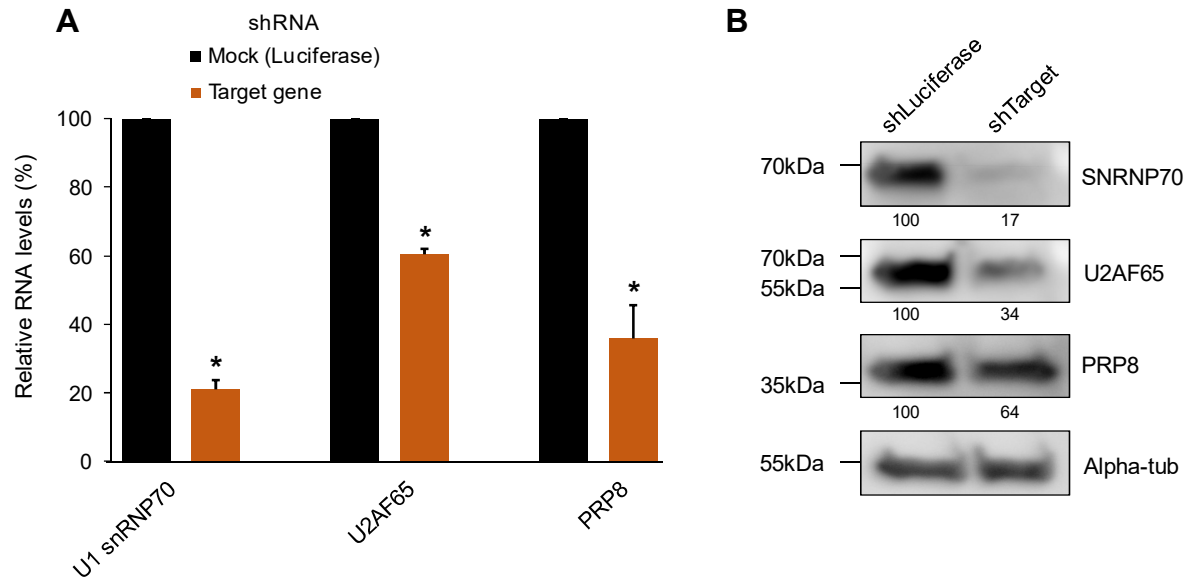 A
shRNA
Mock (Luciferase)
Target gene
Relative RNA levels (%)
100
80
60
40
20
0
*
*
*
U1 snRNP70
U2AF65
PRP8
B
shLuciferase
shTarget
70kDa
SNRNP70
100 17
70kDa
55kDa
U2AF65
100 34
35kDa
PRP8
100 64
55kDa
Alpha-tub